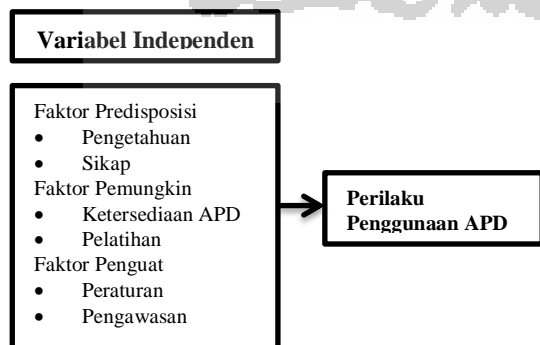 Variabel Independen
Faktor Predisposisi
• Pengetahuan
• Sikap
Faktor Pemungkin
• Ketersediaan APD
• Pelatihan
Faktor Penguat
• Peraturan
• Pengawasan
Perilaku
Penggunaan APD